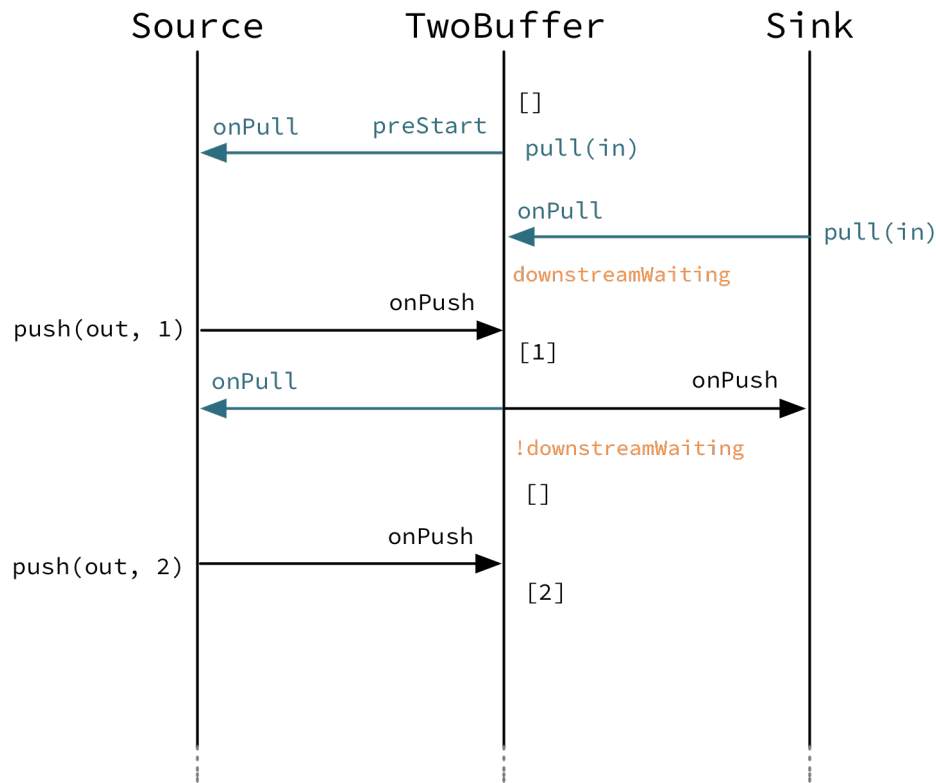 Source TwoBuffer Sink
[]
onPull preStart
pull(in)
onPull
pull(in)
downstreamWaiting
onPush
push(out, 1)
[1]
onPull onPush
!downstreamWaiting
[]
onPush
push(out, 2)
[2]